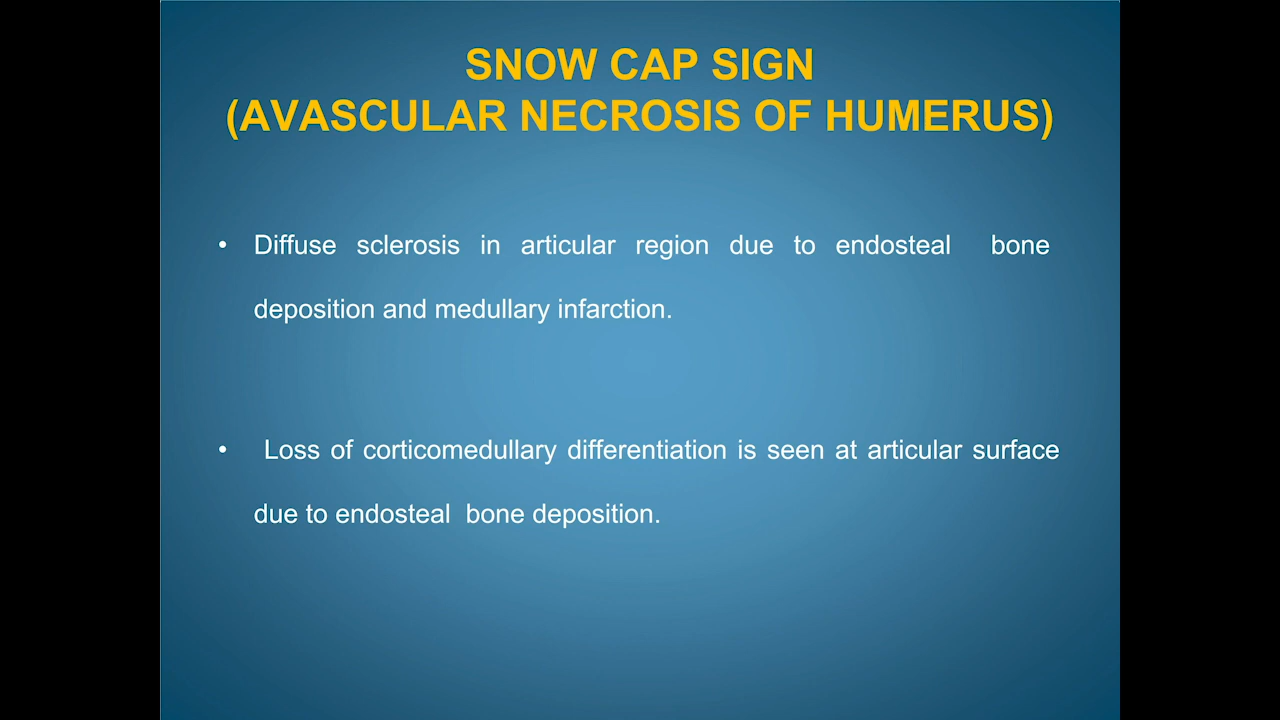 SNOW CAP SIGN
(AVASCULAR NECROSIS OF HUMERUS)
• Diffuse sclerosis in articular region due to endosteal bone
deposition and medullary infarction.
• Loss of corticomedullary differentiation is seen at articular surface
due to endosteal bone deposition.